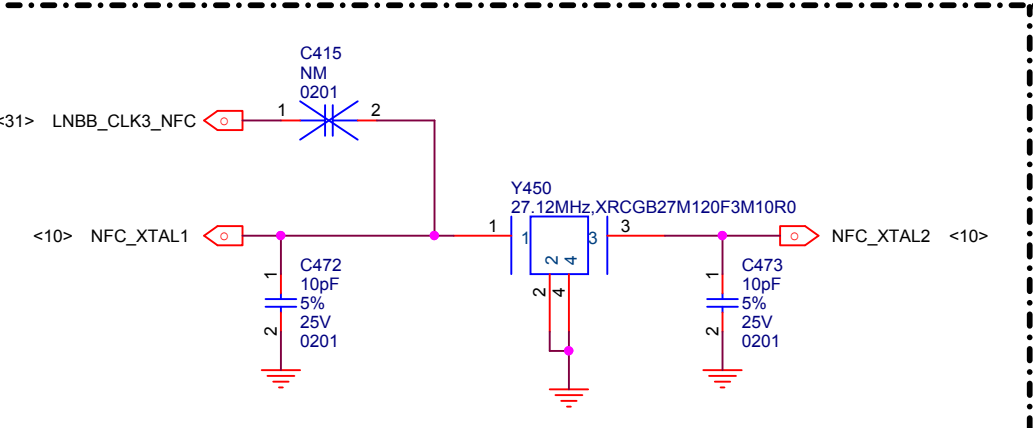 C415
NM
0201
1 2
<31> LNBB_CLK3_NFC
Y450
27.12MHz,XRCGB27M120F3M10R0
<10> NFC_XTAL1
1 1 3 3
2 4
NFC_XTAL2 <10>
1 C472
10pF
5%
25V
2 0201
2 4
1 C473
10pF
5%
25V
2 0201